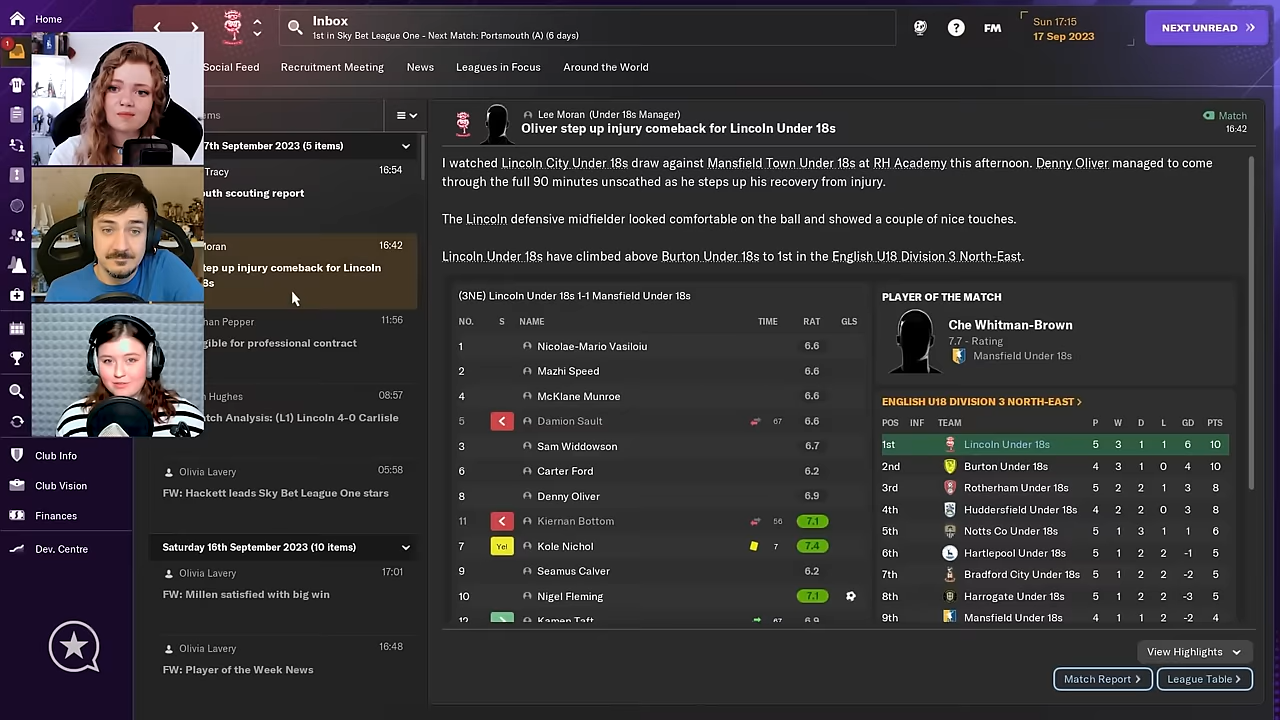 Home
Inbox
1st in Sky Bet League One - Next Match: Portsmouth (A) (6 days)
FM
Sun 17:15
17 Sep 2023
NEXT UNREAD
1
Social Feed
Recruitment Meeting
News
Leagues in Focus
Around the World
7th September 2023 (5 items)
Tracy
16:54
outh scouting report
oran
16:42
tep up injury comeback for Lincoln
8s
han Pepper
11:56
gible for professional contract
Hughes
08:57
tch Analysis: (L1) Lincoln 4-0 Carlisle
Olivia Lavery
05:58
FW: Hackett leads Sky Bet League One stars
Saturday 16th September 2023 (10 items)
Olivia Lavery
17:01
Millen satisfied with big win
Olivia Lavery
16:48
FW: Player of the Week News
Club Info
Club Vision
Finances
Dev. Centre
Lee Moran (Under 18s Manager)
Oliver step up injury comeback for Lincoln Under 18s
Match
16:42
I watched Lincoln City Under 18s draw against Mansfield Town Under 18s at RH Academy this afternoon. Denny Oliver managed to come
through the full 90 minutes unscathed as he steps up his recovery from injury.
The Lincoln defensive midfielder looked comfortable on the ball and showed a couple of nice touches.
Lincoln Under 18s have climbed above Burton Under 18s to 1st in the English U18 Division 3 North-East.
(3NE) Lincoln Under 18s 1-1 Mansfield Under 18s
NO. S NAME TIME RAT GLS
1 Nicolae-Mario Vasiloiu 6.6
2 Mazhi Speed 6.6
4 McKlane Munroe 6.6
5 Damion Sault 67 6.6
3 Sam Widdowson 6.7
6 Carter Ford 6.2
8 Denny Oliver 6.9
11 Kiernan Bottom 56 7.1
7 Yel Kole Nichol 7 7.4
9 Seamus Calver 6.2
10 Nigel Fleming 7.1
12 Kamen Taft 67 6.9
PLAYER OF THE MATCH
Che Whitman-Brown
7.7 - Rating
Mansfield Under 18s
ENGLISH U18 DIVISION 3 NORTH-EAST
POS INF TEAM P W D L GD PTS
1st Lincoln Under 18s 5 3 1 1 6 10
2nd Burton Under 18s 4 3 1 0 4 10
3rd Rotherham Under 18s 5 2 2 1 3 8
4th Huddersfield Under 18s 4 2 2 0 3 8
5th Notts Co Under 18s 5 1 3 1 1 6
6th Hartlepool Under 18s 5 1 2 2 -1 5
7th Bradford City Under 18s 5 1 2 2 -2 5
8th Harrogate Under 18s 5 1 2 2 -3 5
9th Mansfield Under 18s 4 1 1 2 -2 4
View Highlights
Match Report
League Table